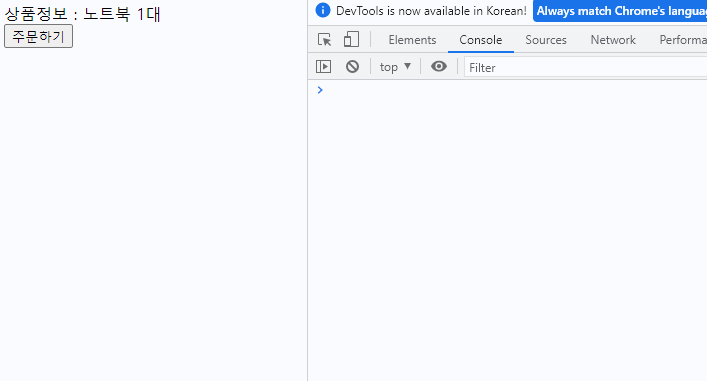 상품정보 : 노트북 1대
주문하기
DevTools is now available in Korean! Always match Chrome's langua
Elements Console Sources Network Performa
top Filter